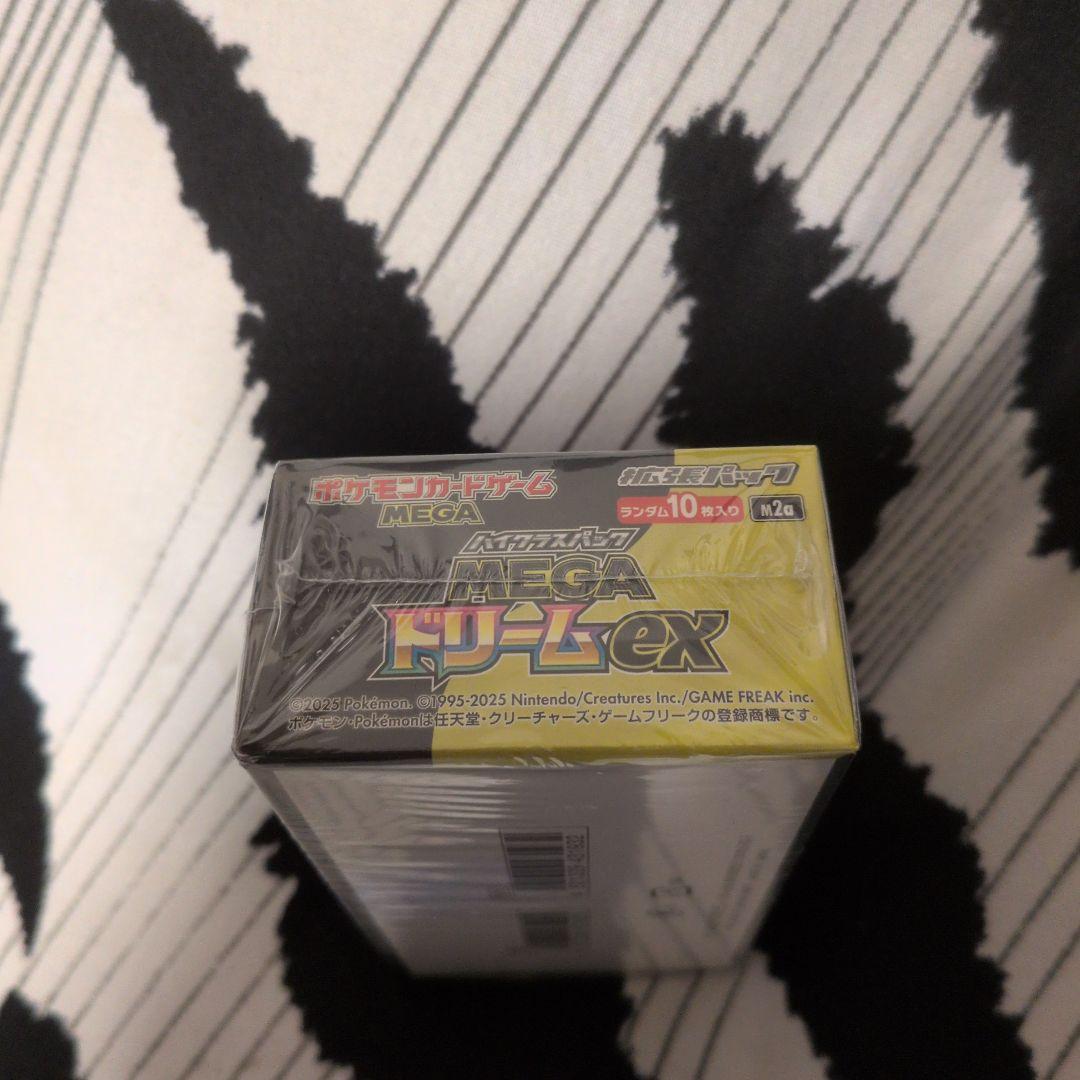 ポケモンカードゲーム
MEGA
拡張パック
ランダム10枚入り M2a
ハイクラスパック
MEGA
ドリームex
©2025 Pokémon. ©1995-2025 Nintendo/Creatures Inc./GAME FREAK inc.
ポケモン・Pokémonは任天堂・クリーチャーズ・ゲームフリークの登録商標です。